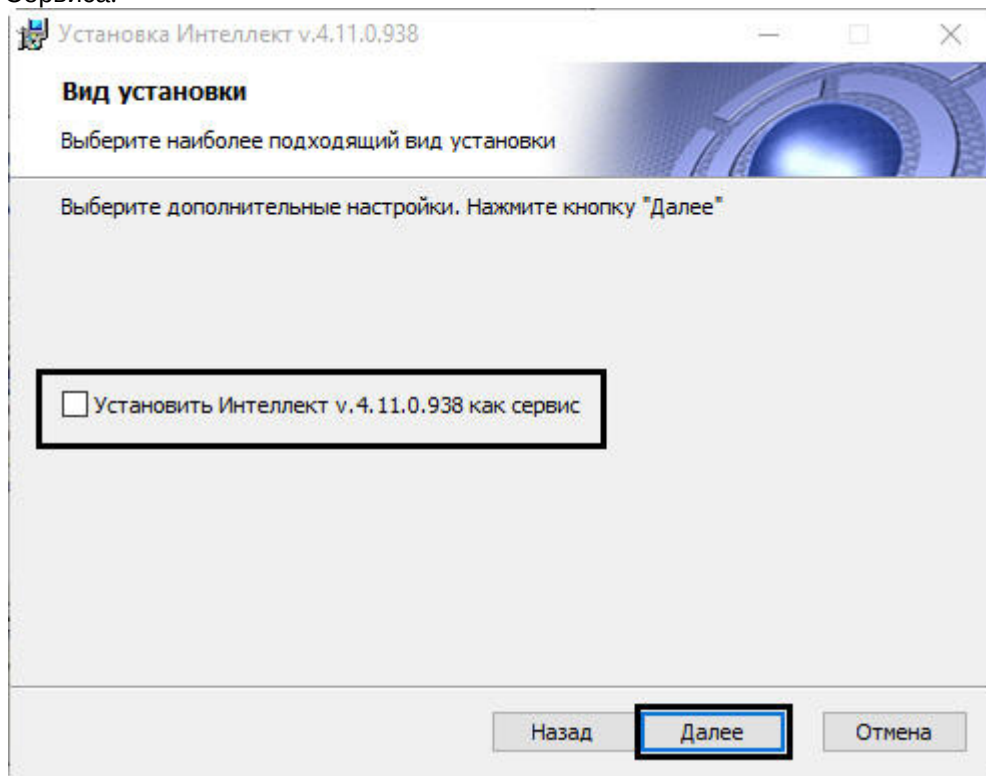 Сервиса.
Установка Интеллект v.4.11.0.938
Вид установки
Выберите наиболее подходящий вид установки
Выберите дополнительные настройки. Нажмите кнопку "Далее"
Установить Интеллект v.4.11.0.938 как сервис
Назад Далее Отмена